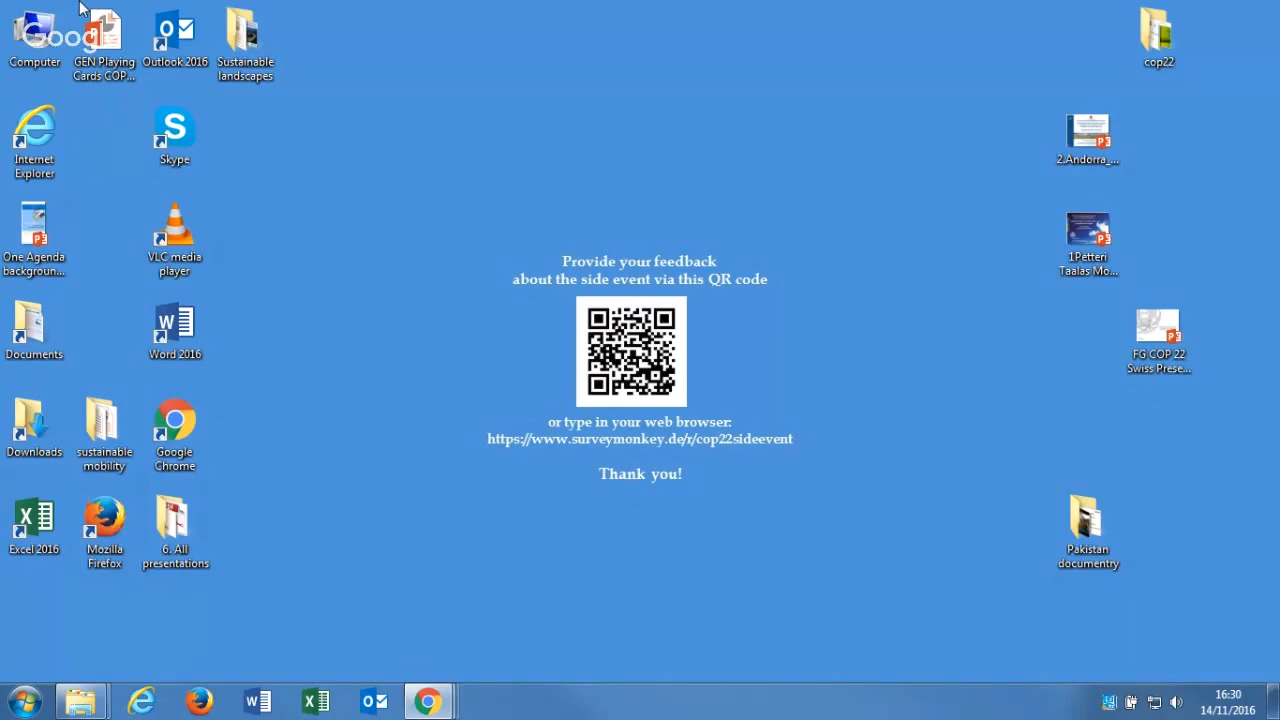 Goog
Computer
GEN Playing
Cards COP...
Outlook 2016
Sustainable
landscapes
cop22
Internet
Explorer
Skype
2.Andorra_...
One Agenda
backgroun...
VLC media
player
1Petteri
Taalas Mo...
Provide your feedback
about the side event via this QR code
Documents
Word 2016
FG COP 22
Swiss Prese...
or type in your web browser:
https://www.surveymonkey.de/r/cop22sideevent
Thank you!
Downloads
sustainable
mobility
Google
Chrome
Excel 2016
Mozilla
Firefox
6. All
presentations
Pakistan
documentry
16:30
14/11/2016